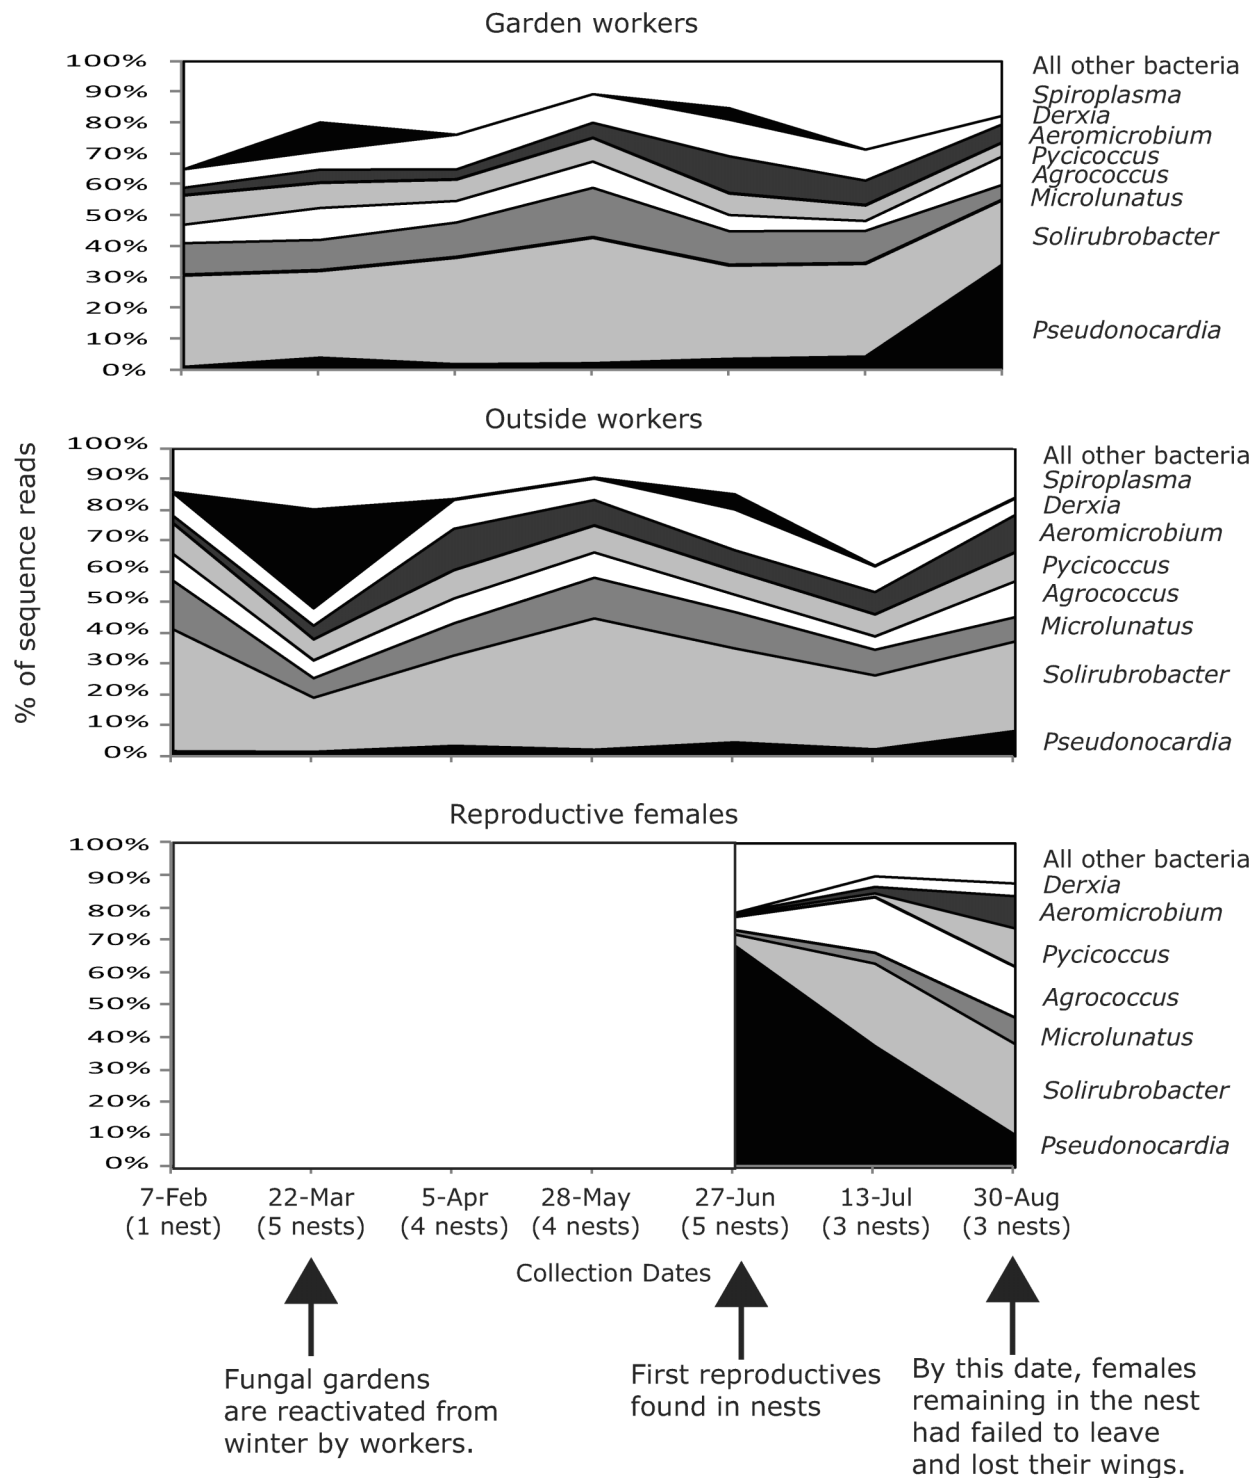 Garden workers
100%
90%
80%
70%
60%
50%
40%
30%
20%
10%
0%
All other bacteria
Spiroplasma
Derxia
Aeromicrobium
Pycicoccus
Agrococcus
Microlunatus
Solirubrobacter
Pseudonocardia
% of sequence reads
Outside workers
100%
90%
80%
70%
60%
50%
40%
30%
20%
10%
0%
All other bacteria
Spiroplasma
Derxia
Aeromicrobium
Pycicoccus
Agrococcus
Microlunatus
Solirubrobacter
Pseudonocardia
Reproductive females
100%
90%
80%
70%
60%
50%
40%
30%
20%
10%
0%
All other bacteria
Derxia
Aeromicrobium
Pycicoccus
Agrococcus
Microlunatus
Solirubrobacter
Pseudonocardia
7-Feb 22-Mar 5-Apr 28-May 27-Jun 13-Jul 30-Aug
(1 nest) (5 nests) (4 nests) (4 nests) (5 nests) (3 nests) (3 nests)
Collection Dates
Fungal gardens
are reactivated from
winter by workers.
First reproductives
found in nests
By this date, females
remaining in the nest
had failed to leave
and lost their wings.